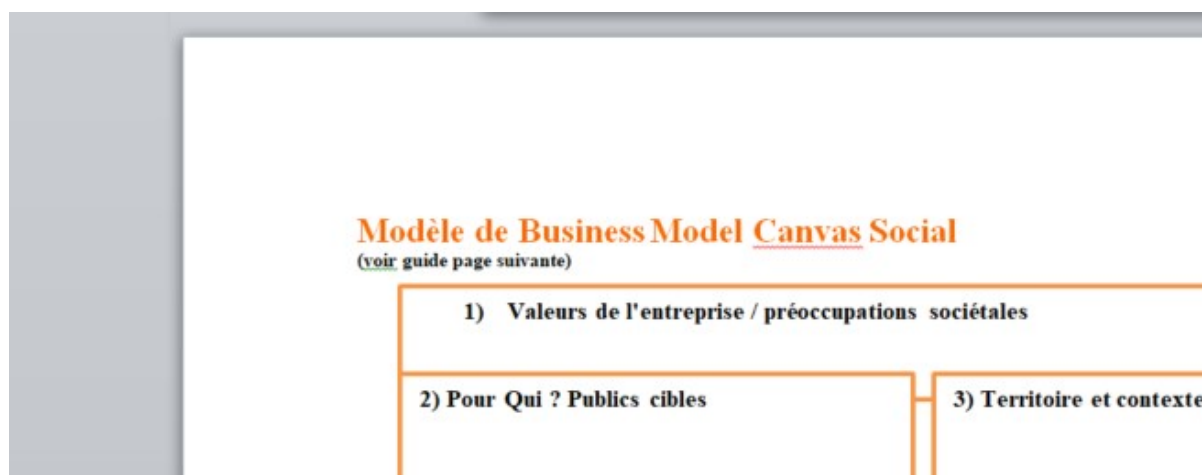 Modèle de Business Model Canvas Social
(voir guide page suivante)
1) Valeurs de l'entreprise / préoccupations sociétales
2) Pour Qui ? Publics cibles
3) Territoire et contexte